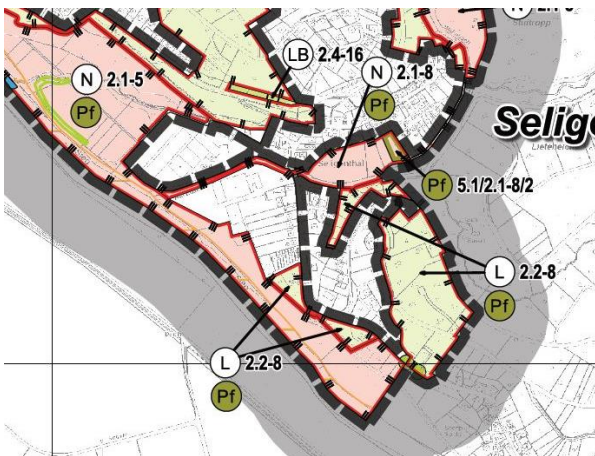 LB 2.4-16
N 2.1-5
Pf
N 2.1-8
Pf
Selig
Pf 5.1/2.1-8/2
L 2.2-8
Pf
L 2.2-8
Pf